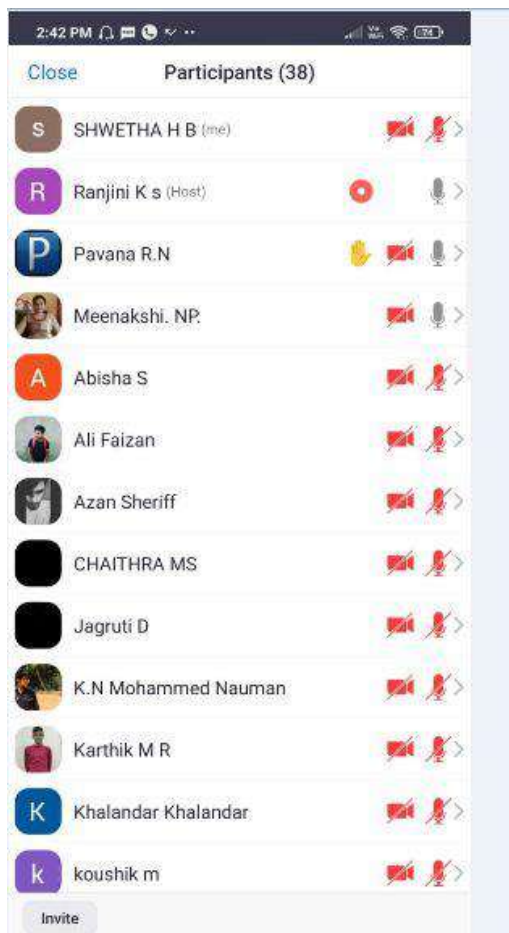 2:42 PM
74
Close Participants (38)
S SHWETHA H B (me)
R Ranjini K s (Host)
P Pavana R.N
Meenakshi. NP.
A Abisha S
Ali Faizan
Azan Sheriff
CHAITHRA MS
Jagruti D
K.N Mohammed Nauman
Karthik M R
K Khalandar Khalandar
k koushik m
Invite